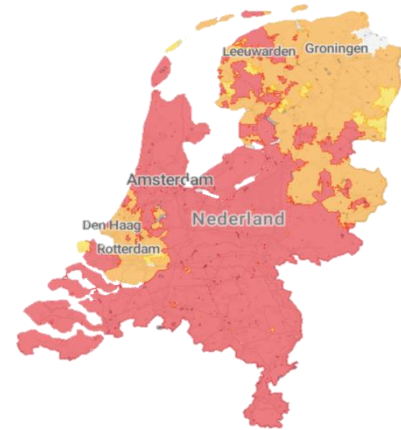 Leeuwarden Groningen
Amsterdam
Nederland
Den Haag
Rotterdam